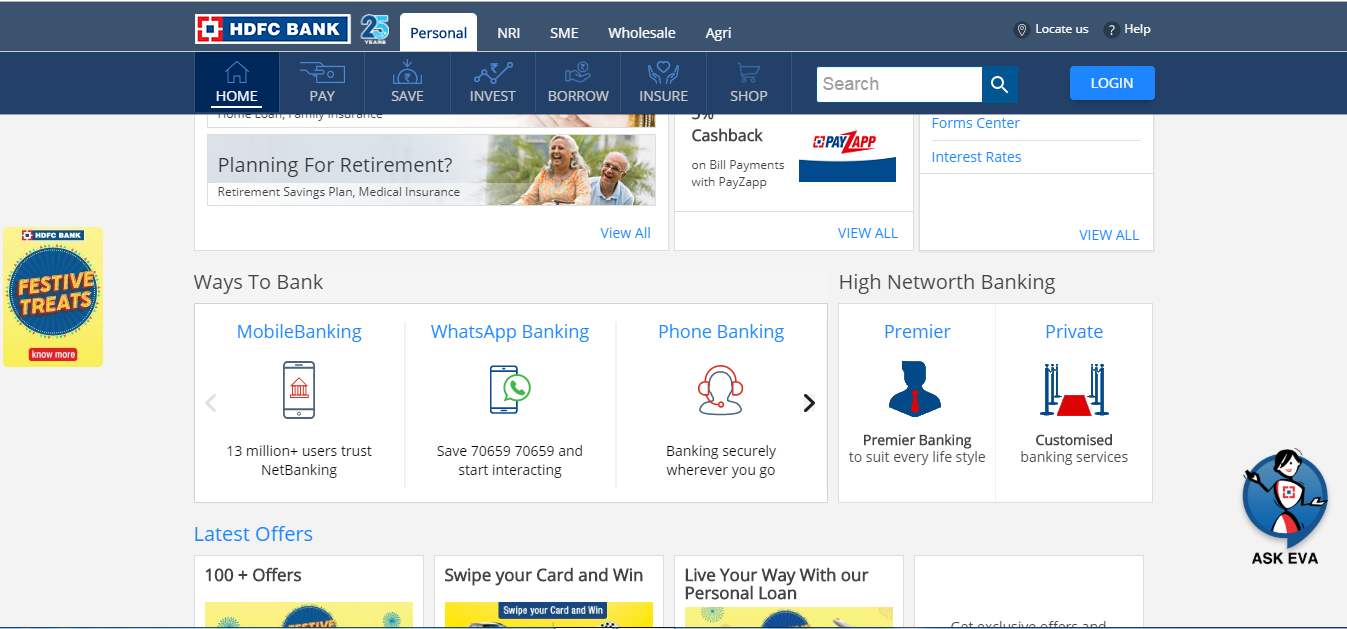 HDFC BANK
25 YEARS
Personal
NRI
SME
Wholesale
Agri
Locate us
? Help
HOME
PAY
SAVE
INVEST
BORROW
INSURE
SHOP
Search
LOGIN
Home Loan, Family Insurance
Planning For Retirement?
Retirement Savings Plan, Medical Insurance
View All
5%
Cashback
on Bill Payments
with PayZapp
PAYZAPP
VIEW ALL
Forms Center
Interest Rates
VIEW ALL
HDFC BANK
FESTIVE
TREATS
know more
Ways To Bank
MobileBanking
13 million+ users trust
NetBanking
WhatsApp Banking
Save 70659 70659 and
start interacting
Phone Banking
Banking securely
wherever you go
High Networth Banking
Premier
Premier Banking
to suit every life style
Private
Customised
banking services
ASK EVA
Latest Offers
100 + Offers
FESTIVE
Swipe your Card and Win
Swipe your Card and Win
Live Your Way With our
Personal Loan
FESTIVE
Get exclusive offers and